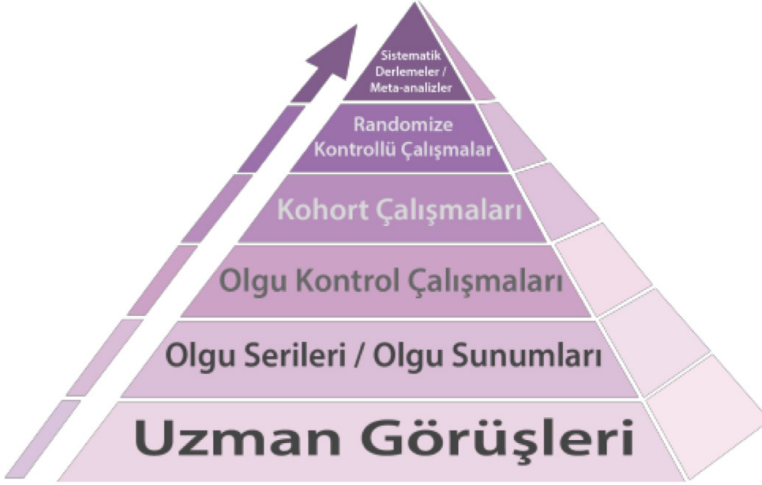 Sistematik
Derlemeler /
Meta-analizler
Randomize
Kontrollü Çalışmalar
Kohort Çalışmaları
Olgu Kontrol Çalışmaları
Olgu Serileri / Olgu Sunumları
Uzman Görüşleri